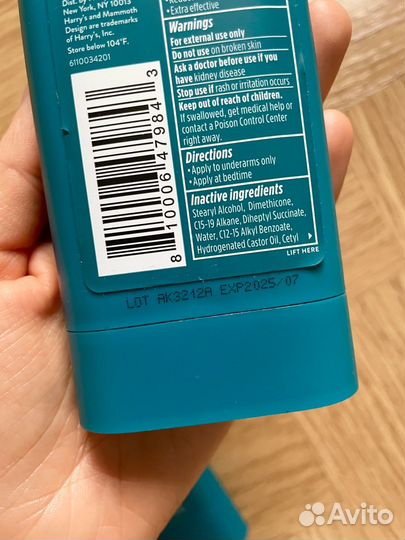 New York, NY 10013
Harry's and Mammoth
Design are trademarks
of Harry's, Inc.
Store below 104°F.
6110034201
8 10006 47984 3
•Extra effective
Warnings
For external use only
Do not use on broken skin
Ask a doctor before use if you
have kidney disease
Stop use if rash or irritation occurs
Keep out of reach of children.
If swallowed, get medical help or
contact a Poison Control Center
right away.
Directions
•Apply to underarms only
•Apply at bedtime
Inactive ingredients
Stearyl Alcohol, Dimethicone,
C15-19 Alkane, Diheptyl Succinate,
Water, C12-15 Alkyl Benzoate,
Hydrogenated Castor Oil, Cetyl
LIFT HERE
LOT AK3212A EXP2025/07
Avito